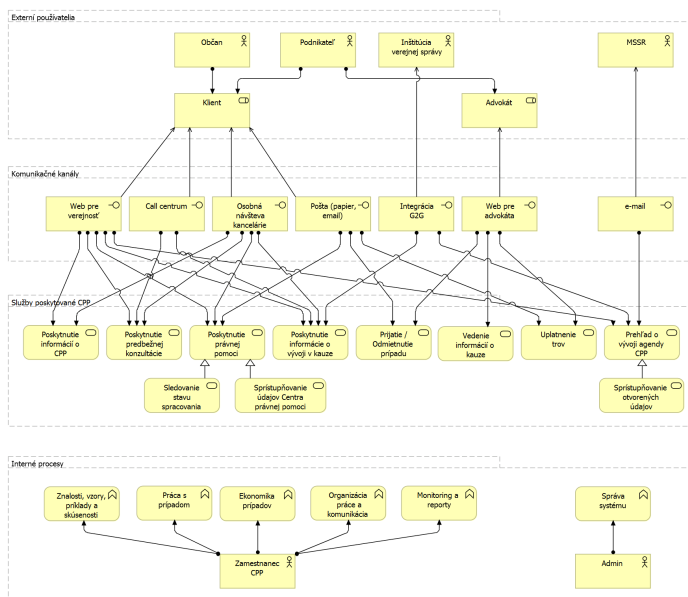 Externí používatelia
Občan
Podnikateľ
Inštitúcia
verejnej správy
MSSR
Klient
Advokát
Komunikačné kanály
Web pre
verejnosť
Call centrum
Osobná
návšteva
kancelárie
Pošta (papier,
email)
Integrácia
G2G
Web pre
advokáta
e-mail
Služby poskytované CPP
Poskytnutie
informácií o
CPP
Poskytnutie
predbežnej
konzultácie
Poskytnutie
právnej
pomoci
Poskytnutie
informácie o
vývoji v kauze
Prijatie /
Odmietnutie
prípadu
Vedenie
informácií o
kauze
Uplatnenie
trov
Prehľad o
vývoji agendy
CPP
Sledovanie
stavu
spracovania
Sprístupňovanie
údajov Centra
právnej pomoci
Sprístupňovanie
otvorených
údajov
Interné procesy
Znalosti, vzory,
príklady a
skúsenosti
Práca s
prípadom
Ekonomika
prípadov
Organizácia
práce a
komunikácia
Monitoring a
reporty
Správa
systému
Zamestnanec
CPP
Admin